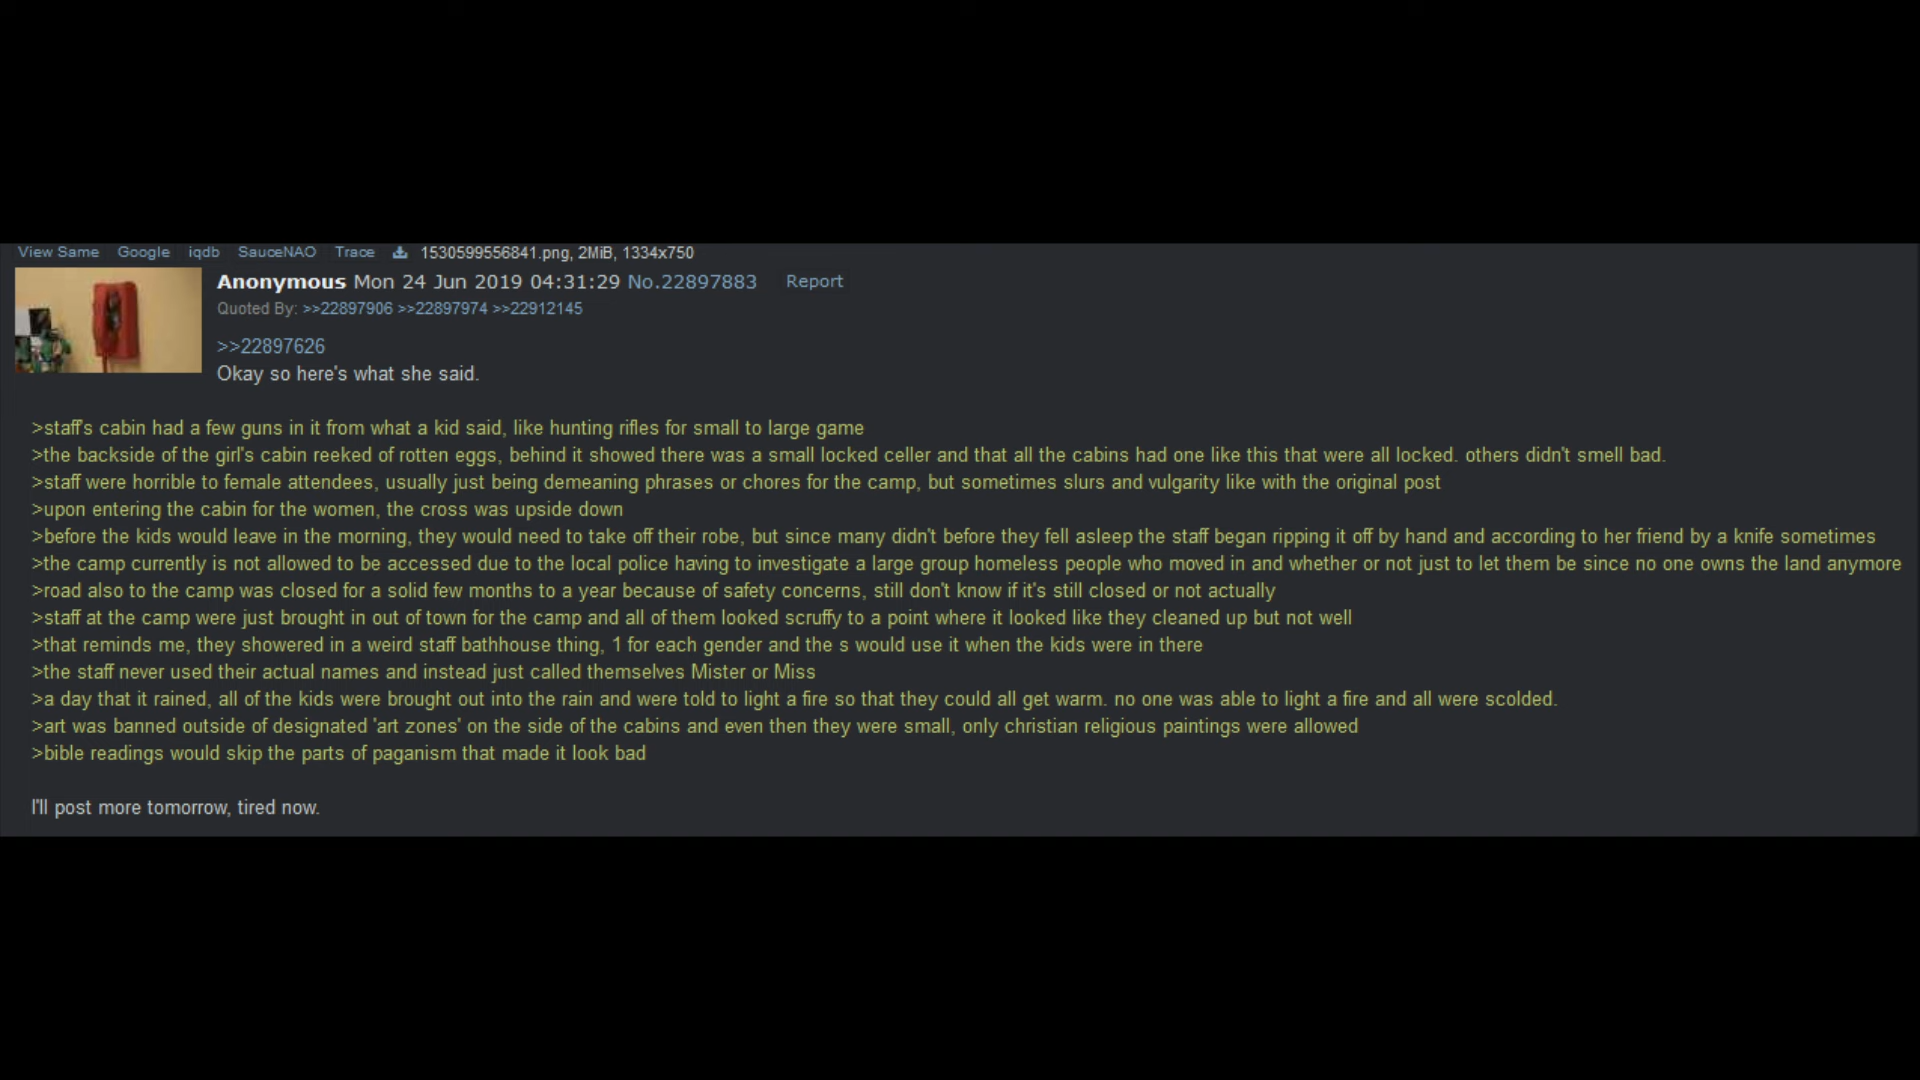 View Same Google iqdb SauceNAO Trace 1530599556841.png, 2MiB, 1334x750
Anonymous Mon 24 Jun 2019 04:31:29 No.22897883 Report
Quoted By: >>22897906 >>22897974 >>22912145
>>22897626
Okay so here's what she said.
>staff's cabin had a few guns in it from what a kid said, like hunting rifles for small to large game
>the backside of the girl's cabin reeked of rotten eggs, behind it showed there was a small locked celler and that all the cabins had one like this that were all locked. others didn't smell bad.
>staff were horrible to female attendees, usually just being demeaning phrases or chores for the camp, but sometimes slurs and vulgarity like with the original post
>upon entering the cabin for the women, the cross was upside down
>before the kids would leave in the morning, they would need to take off their robe, but since many didn't before they fell asleep the staff began ripping it off by hand and according to her friend by a knife sometimes
>the camp currently is not allowed to be accessed due to the local police having to investigate a large group homeless people who moved in and whether or not just to let them be since no one owns the land anymore
>road also to the camp was closed for a solid few months to a year because of safety concerns, still don't know if it's still closed or not actually
>staff at the camp were just brought in out of town for the camp and all of them looked scruffy to a point where it looked like they cleaned up but not well
>that reminds me, they showered in a weird staff bathhouse thing, 1 for each gender and the s would use it when the kids were in there
>the staff never used their actual names and instead just called themselves Mister or Miss
>a day that it rained, all of the kids were brought out into the rain and were told to light a fire so that they could all get warm. no one was able to light a fire and all were scolded.
>art was banned outside of designated 'art zones' on the side of the cabins and even then they were small, only christian religious paintings were allowed
>bible readings would skip the parts of paganism that made it look bad
I'll post more tomorrow, tired now.